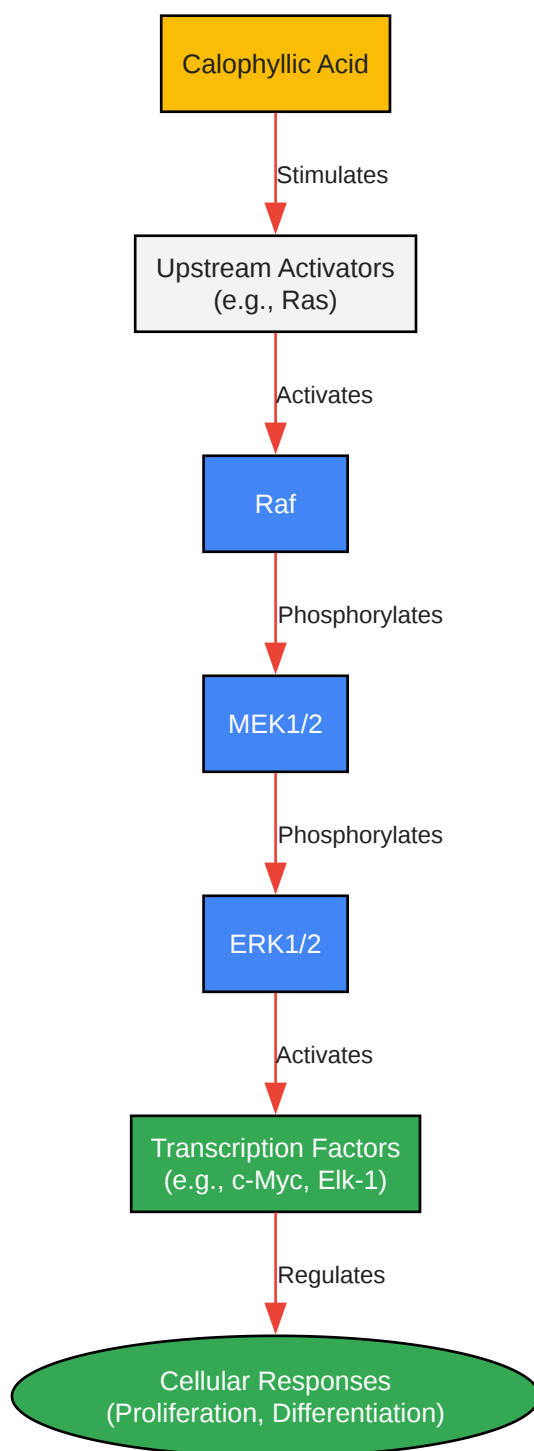 Calophyllic Acid
Stimulates
Upstream Activators
(e.g., Ras)
Activates
Raf
Phosphorylates
MEK1/2
Phosphorylates
ERK1/2
Activates
Transcription Factors
(e.g., c-Myc, Elk-1)
Regulates
Cellular Responses
(Proliferation, Differentiation)